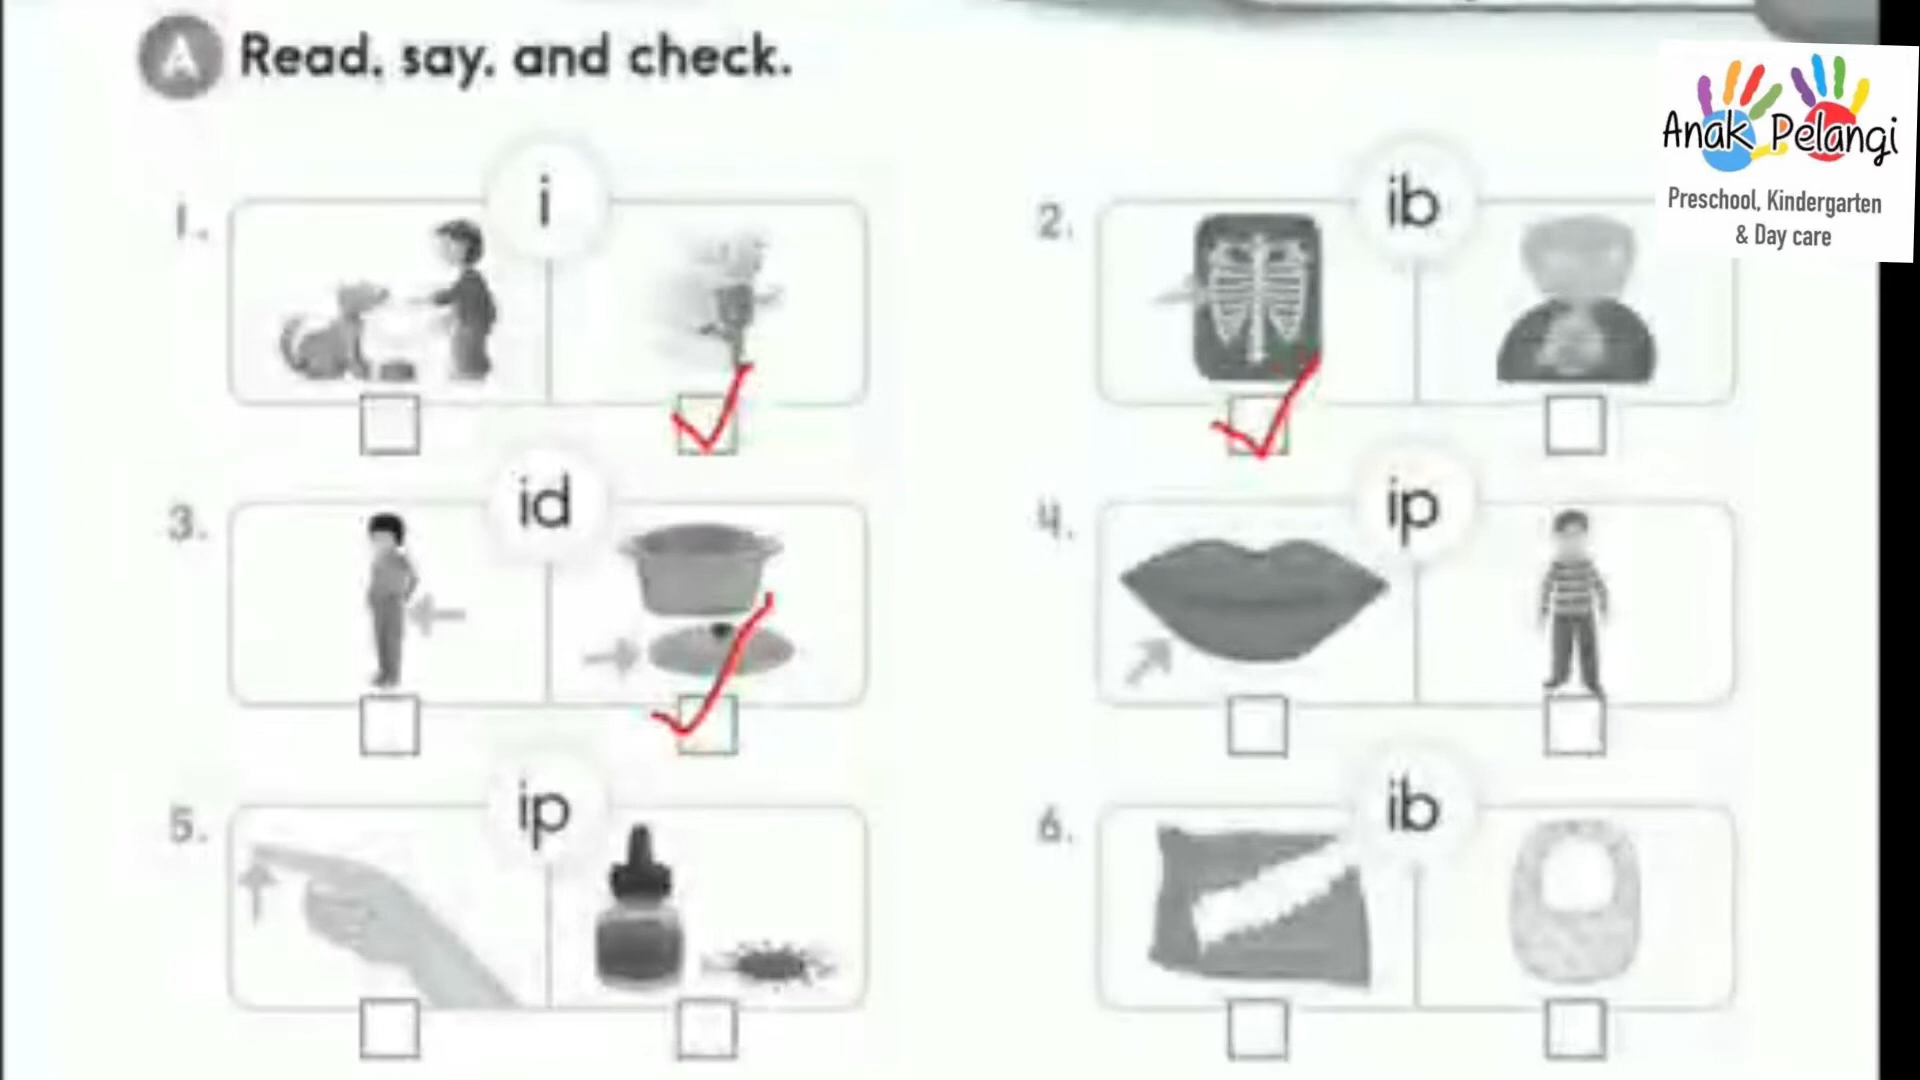 A Read, say, and check.
Anak Pelangi
Preschool, Kindergarten
& Day care
1. i
2. ib
3. id
4. ip
5. ip
6. ib